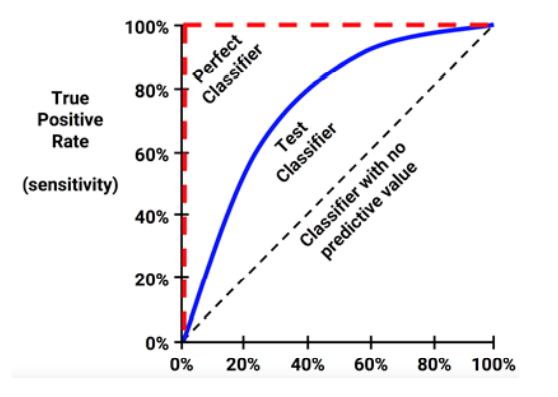 100%
80%
60%
40%
20%
0%
True
Positive
Rate
(sensitivity)
Perfect
Classifier
Test
Classifier
Classifier with no
predictive value
0%
20%
40%
60%
80%
100%